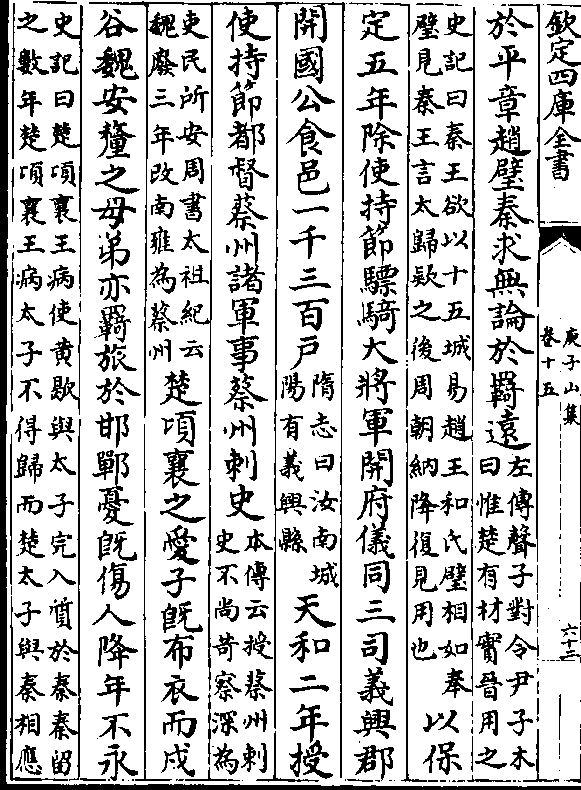 欽定四庫全書
庚子山集
卷十五
六十三
於平章趙璧秦求無論於羇遠左傳聲子對令尹子木
曰惟楚有材實晉用之
史記曰秦王欲以十五城易趙王和氏璧相如奉
璧見秦王言太歸欵之後周朝納降復見用也以保
定五年除使持節驃騎大將軍開府儀同三司義興郡
開國公食邑一千三百户隋志曰汝南城
陽有義興縣天和二年授
使持節都督蔡州諸軍事蔡州刺史本傳云授蔡州刺
史不尚苛察深為
吏民所安周書太祖紀云
魏廢三年改南雍為蔡州楚頃襄之愛子既布衣而戍
谷魏安釐之母弟亦羇旅於邯鄲憂既傷人降年不永
史記曰楚頃襄王病使黄歇與太子完入質於秦秦留
之數年楚頃襄王病太子不得歸而楚太子與秦相應